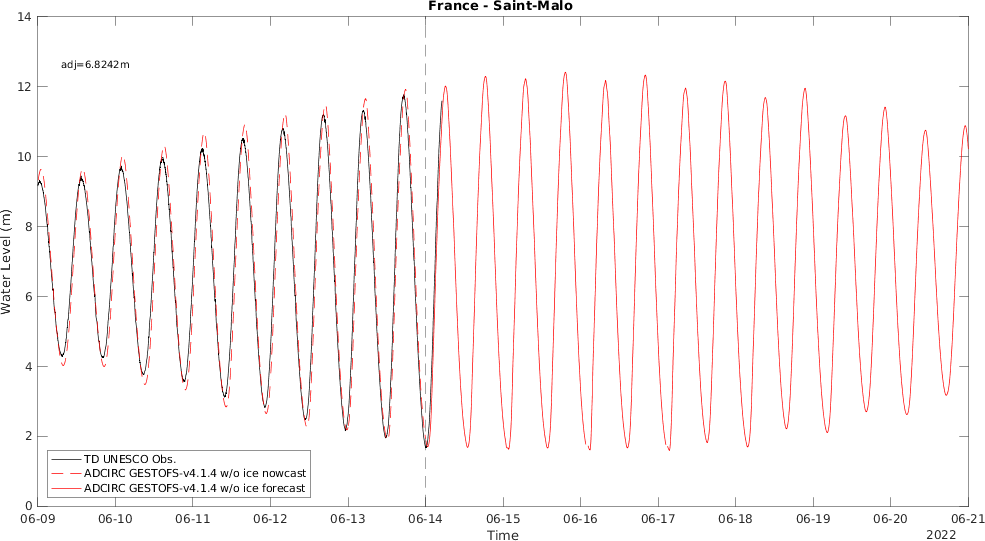 France - Saint-Malo
14
12
10
8
6
4
2
0
Water Level (m)
adj=6.8242m
TD UNESCO Obs.
ADCIRC GESTOFS-v4.1.4 w/o ice nowcast
ADCIRC GESTOFS-v4.1.4 w/o ice forecast
06-09 06-10 06-11 06-12 06-13 06-14 06-15 06-16 06-17 06-18 06-19 06-20 06-21
Time
2022